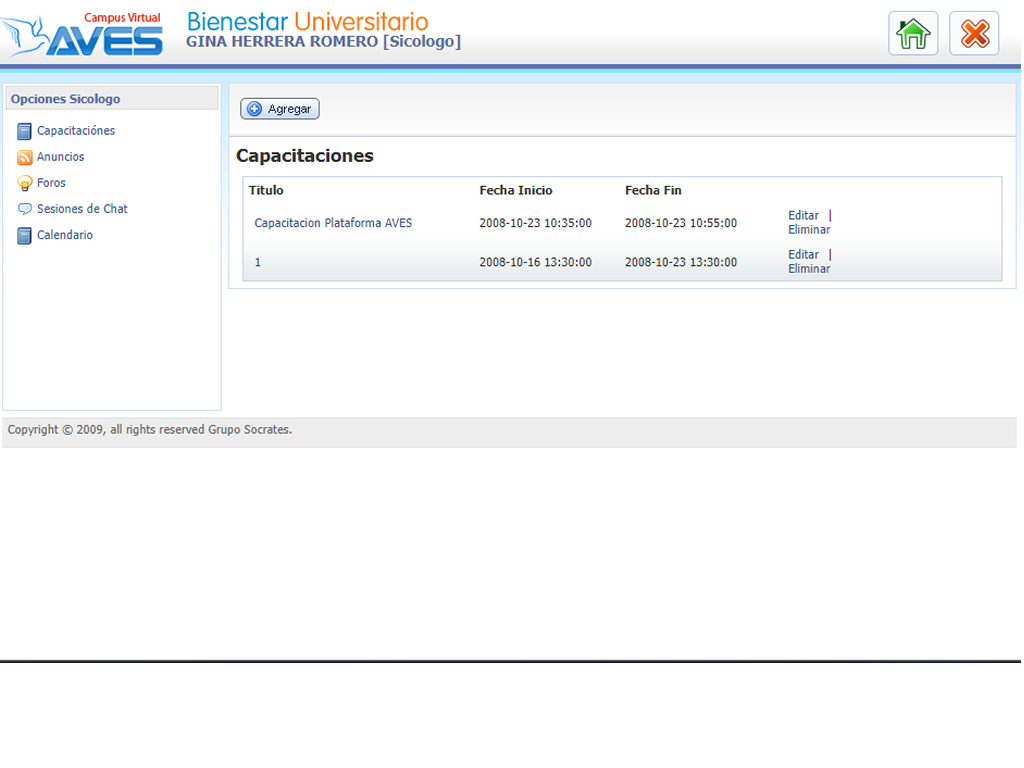 Campus Virtual
AVES
Bienestar Universitario
GINA HERRERA ROMERO [Sicologo]
Opciones Sicologo
Capacitaciónes
Anuncios
Foros
Sesiones de Chat
Calendario
Agregar
Capacitaciones
Titulo Fecha Inicio Fecha Fin
Capacitacion Plataforma AVES 2008-10-23 10:35:00 2008-10-23 10:55:00 Editar |
Eliminar
1 2008-10-16 13:30:00 2008-10-23 13:30:00 Editar |
Eliminar
Copyright © 2009, all rights reserved Grupo Socrates.